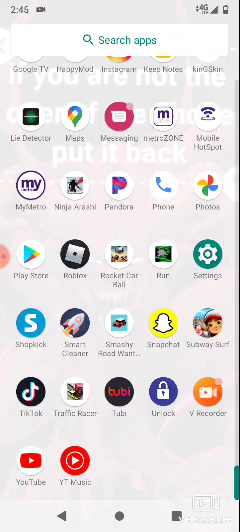 2:45
4G
Search apps
Google TV
HappyMod
Instagram
Keep Notes
kinGSkin
if you are not the
owner of
put it back
Lie Detector
Maps
Messaging
metroZONE
Mobile
HotSpot
my
MyMetro
Ninje Arashi
Pandora
Phone
Photos
Play Store
Roblox
Rocket Car
Ball
Run
Settings
Shopkick
Smart
Cleaner
Smashy
Road Want...
Snapchat
Subway Surf
TikTok
Traffic Racer
tubi
Tubi
Unlock
V Recorder
YouTube
YT Music